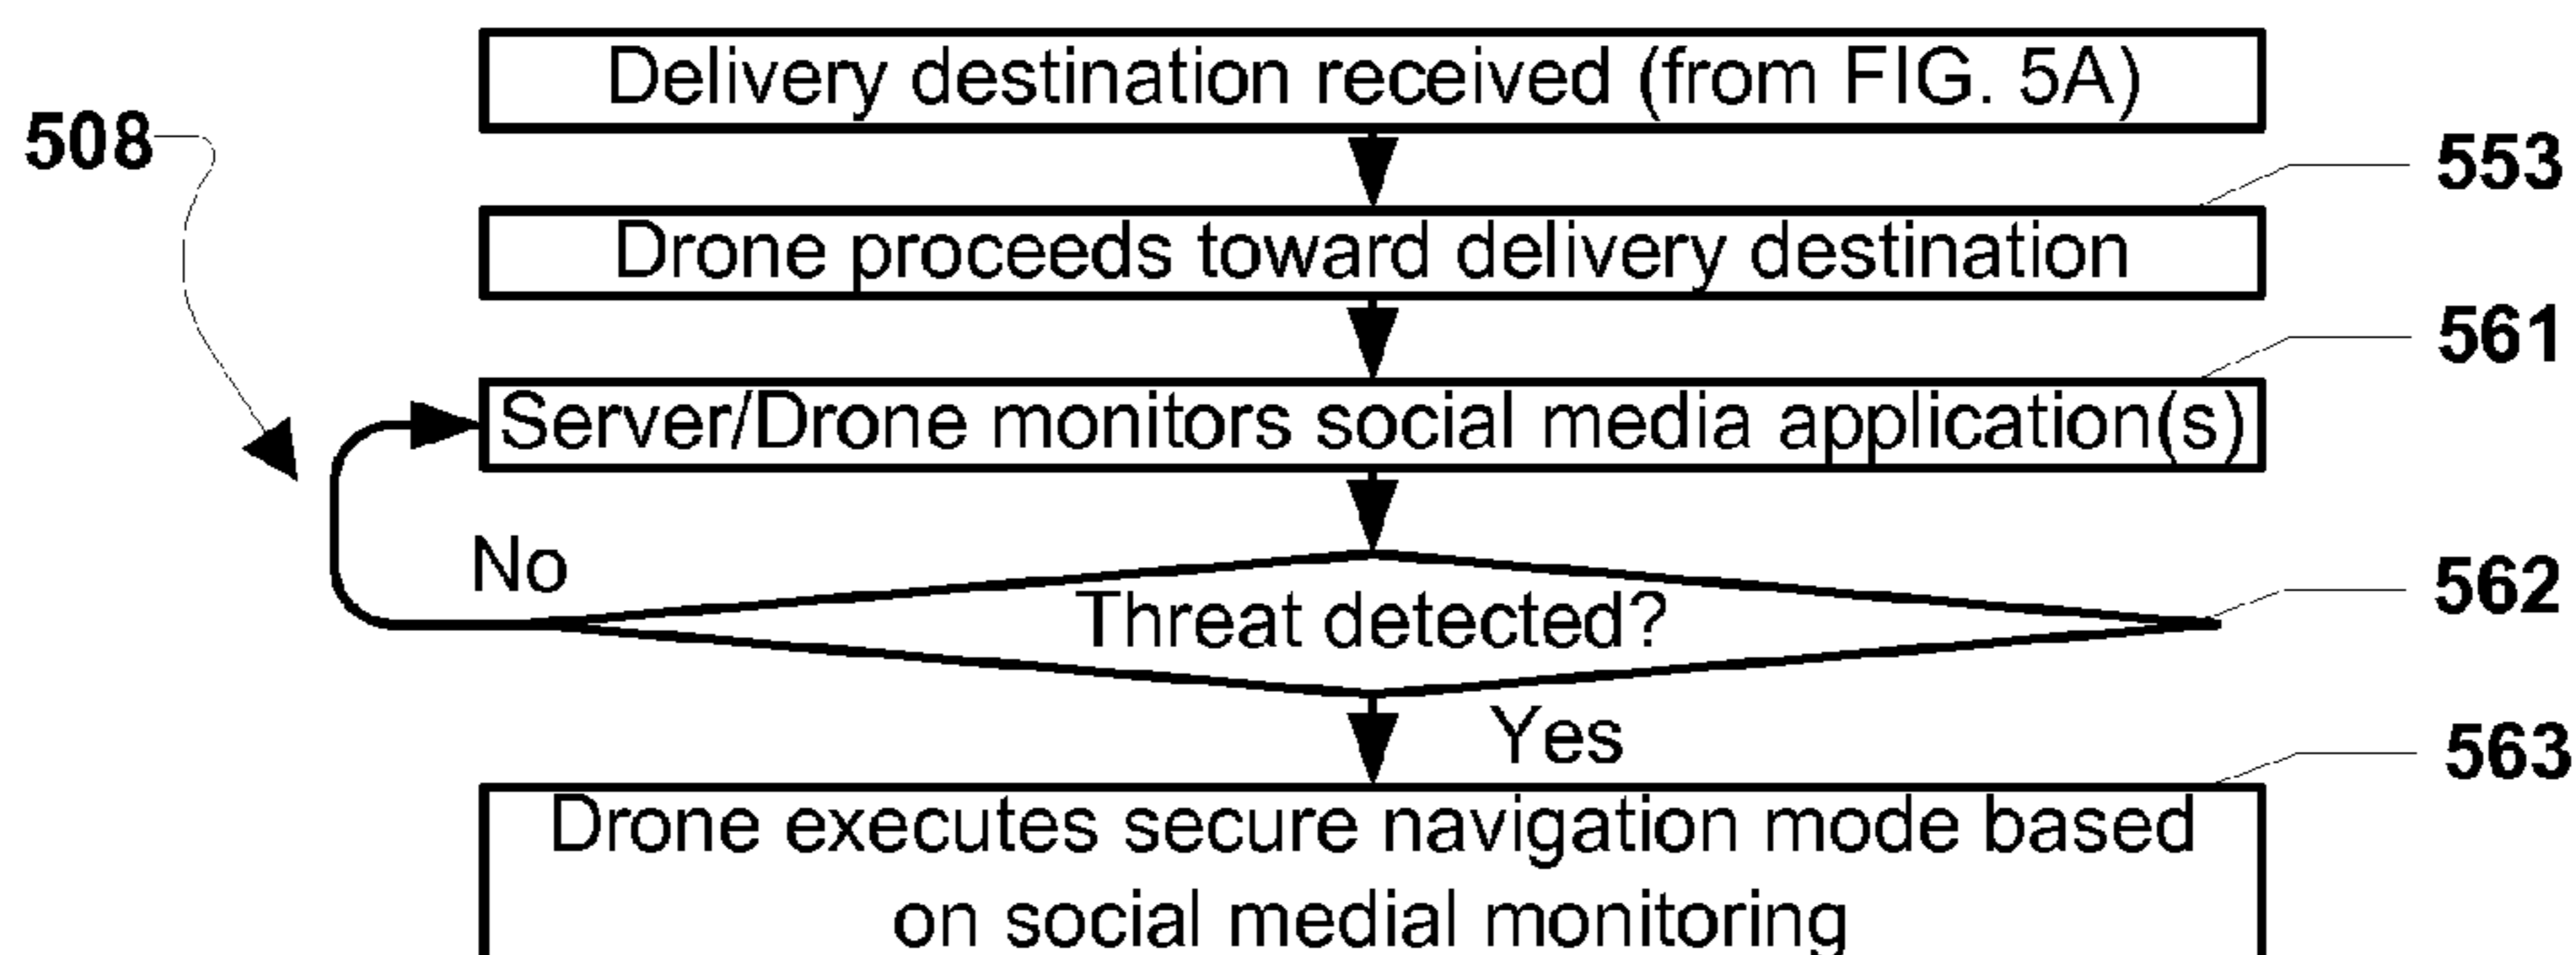 Delivery destination received (from FIG. 5A)
508
553
Drone proceeds toward delivery destination
561
Server/Drone monitors social media application(s)
No
562
Threat detected?
Yes
563
Drone executes secure navigation mode based
on social medial monitoring